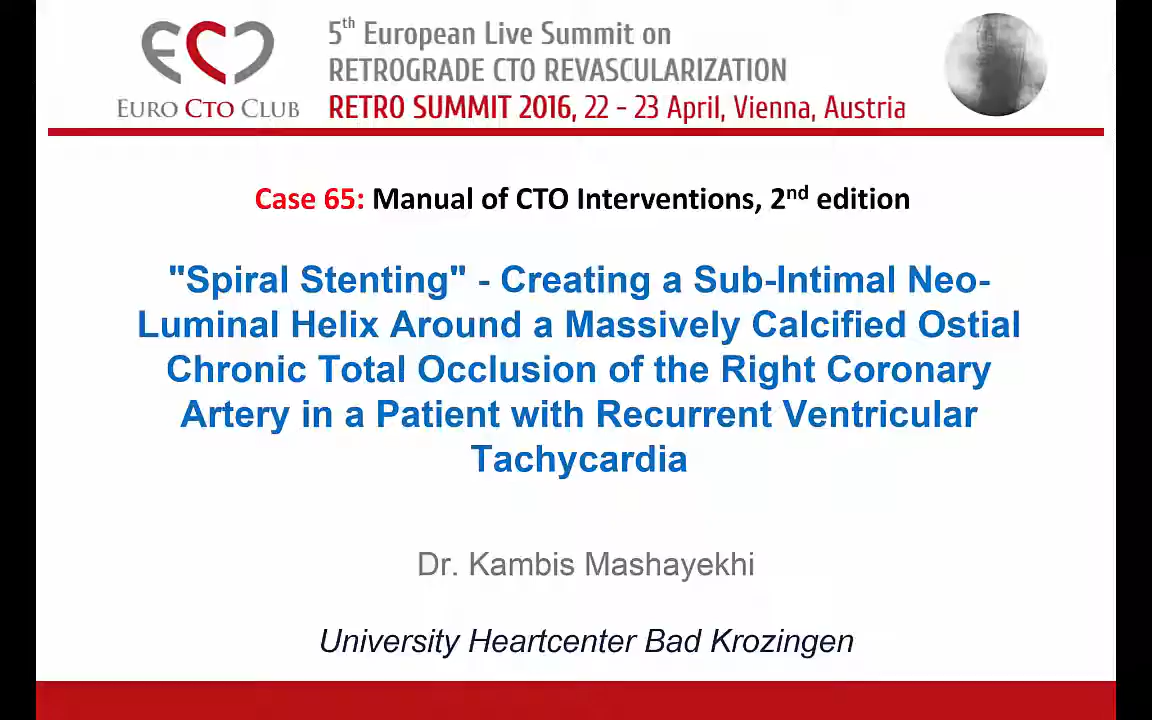 EURO CTO CLUB
5th European Live Summit on
RETROGRADE CTO REVASCULARIZATION
RETRO SUMMIT 2016, 22 - 23 April, Vienna, Austria
Case 65: Manual of CTO Interventions, 2nd edition
"Spiral Stenting" - Creating a Sub-Intimal Neo-
Luminal Helix Around a Massively Calcified Ostial
Chronic Total Occlusion of the Right Coronary
Artery in a Patient with Recurrent Ventricular
Tachycardia
Dr. Kambis Mashayekhi
University Heartcenter Bad Krozingen